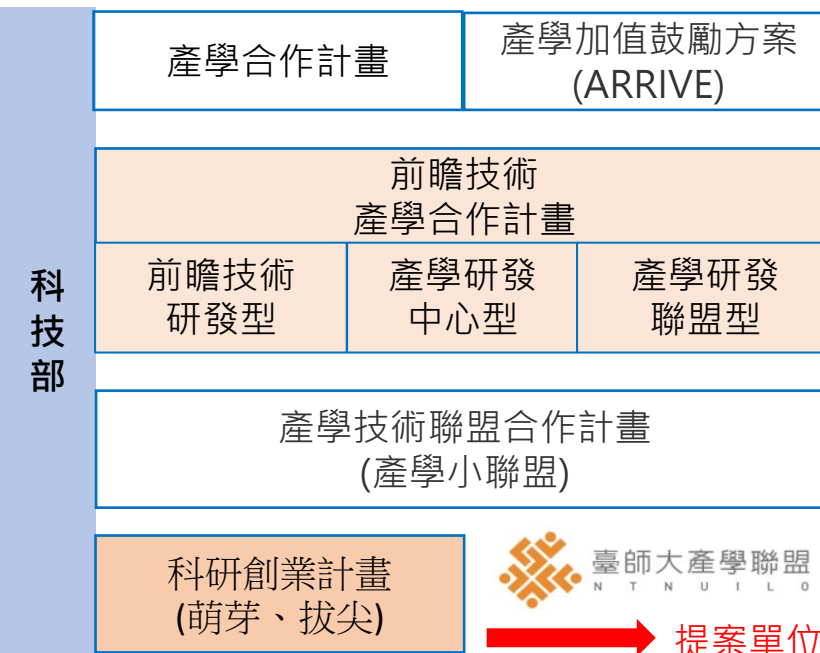 科
技
部
產學合作計畫
產學加值鼓勵方案
(ARRIVE)
前瞻技術
產學合作計畫
前瞻技術
研發型
產學研發
中心型
產學研發
聯盟型
產學技術聯盟合作計畫
(產學小聯盟)
科研創業計畫
(萌芽、拔尖)
臺師大產學聯盟
NTNUILO
提案單位